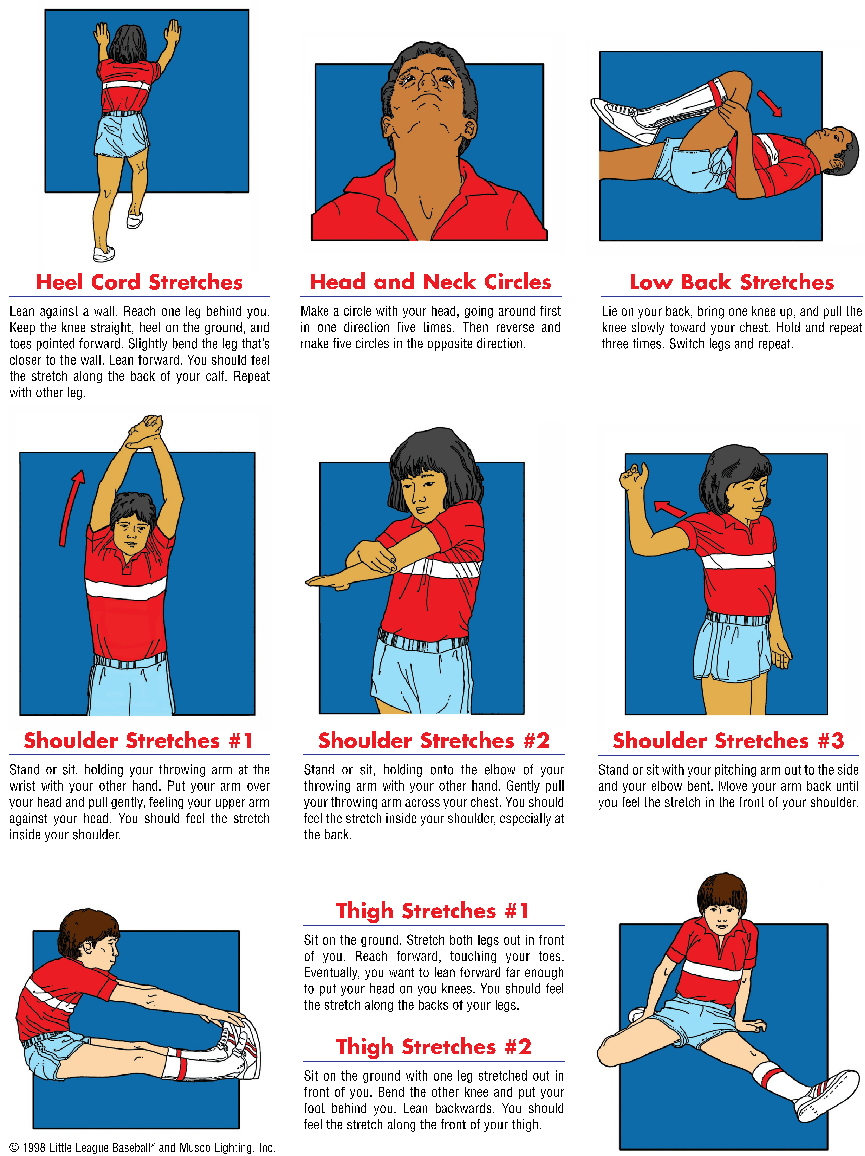 Heel Cord Stretches
Lean against a wall. Reach one leg behind you.
Keep the knee straight, heel on the ground, and
toes pointed forward. Slightly bend the leg that's
closer to the wall. Lean forward. You should feel
the stretch along the back of your calf. Repeat
with other leg.
Head and Neck Circles
Make a circle with your head, going around first
in one direction five times. Then reverse and
make five circles in the opposite direction.
Low Back Stretches
Lie on your back, bring one knee up, and pull the
knee slowly toward your chest. Hold and repeat
three times. Switch legs and repeat.
Shoulder Stretches #1
Stand or sit, holding your throwing arm at the
wrist with your other hand. Put your arm over
your head and pull gently, feeling your upper arm
against your head. You should feel the stretch
inside your shoulder.
Shoulder Stretches #2
Stand or sit, holding onto the elbow of your
throwing arm with your other hand. Gently pull
your throwing arm across your chest. You should
feel the stretch inside your shoulder, especially at
the back.
Shoulder Stretches #3
Stand or sit with your pitching arm out to the side
and your elbow bent. Move your arm back until
you feel the stretch in the front of your shoulder.
Thigh Stretches #1
Sit on the ground. Stretch both legs out in front
of you. Reach forward, touching your toes.
Eventually, you want to lean forward far enough
to put your head on you knees. You should feel
the stretch along the backs of your legs.
Thigh Stretches #2
Sit on the ground with one leg stretched out in
front of you. Bend the other knee and put your
foot behind you. Lean backwards. You should
feel the stretch along the front of your thigh.
© 1998 Little League Baseball® and Musco Lighting, Inc.